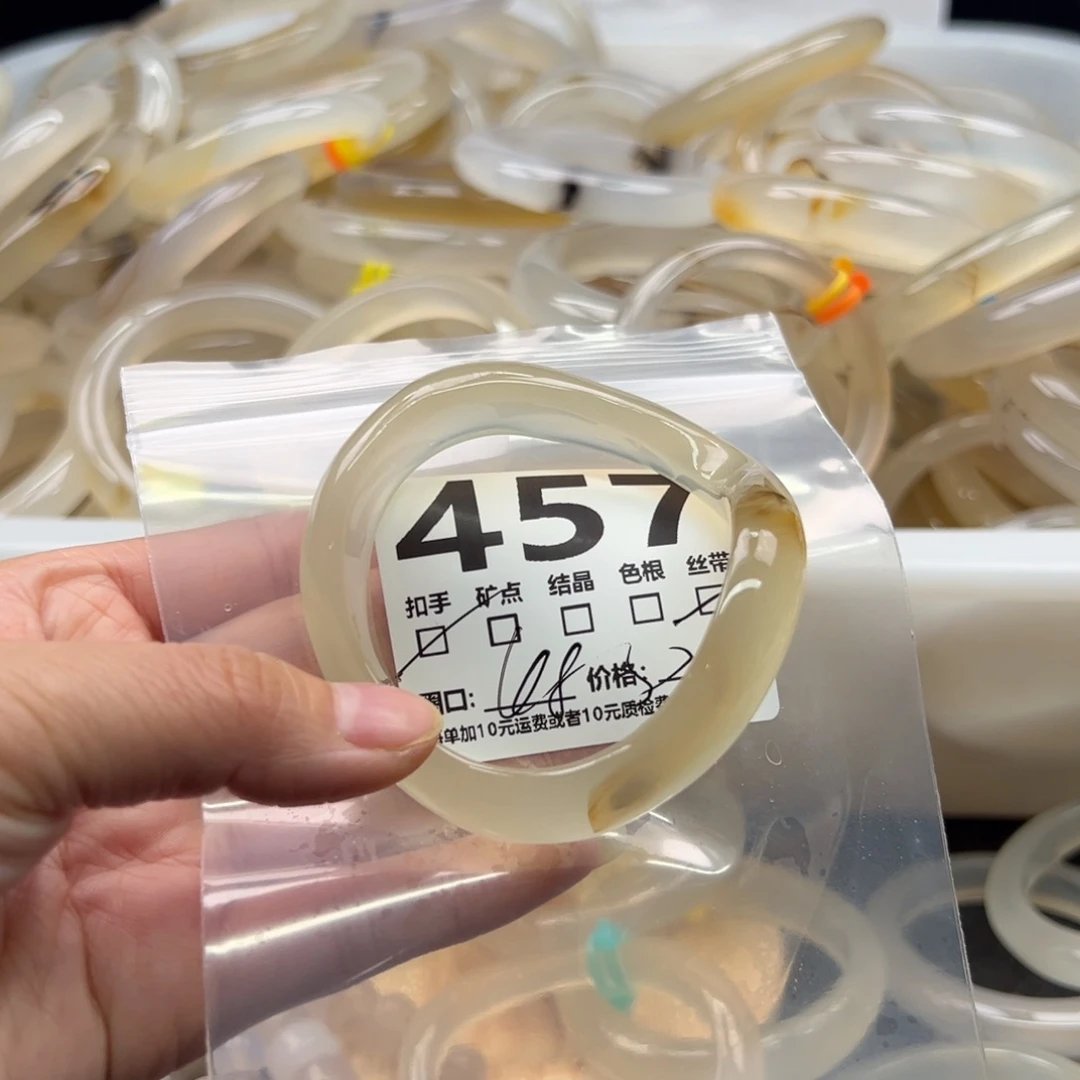 457
扣手 矿点 结晶 色根 丝带
圈口: 价格:
单加10元运费或者10元质检费